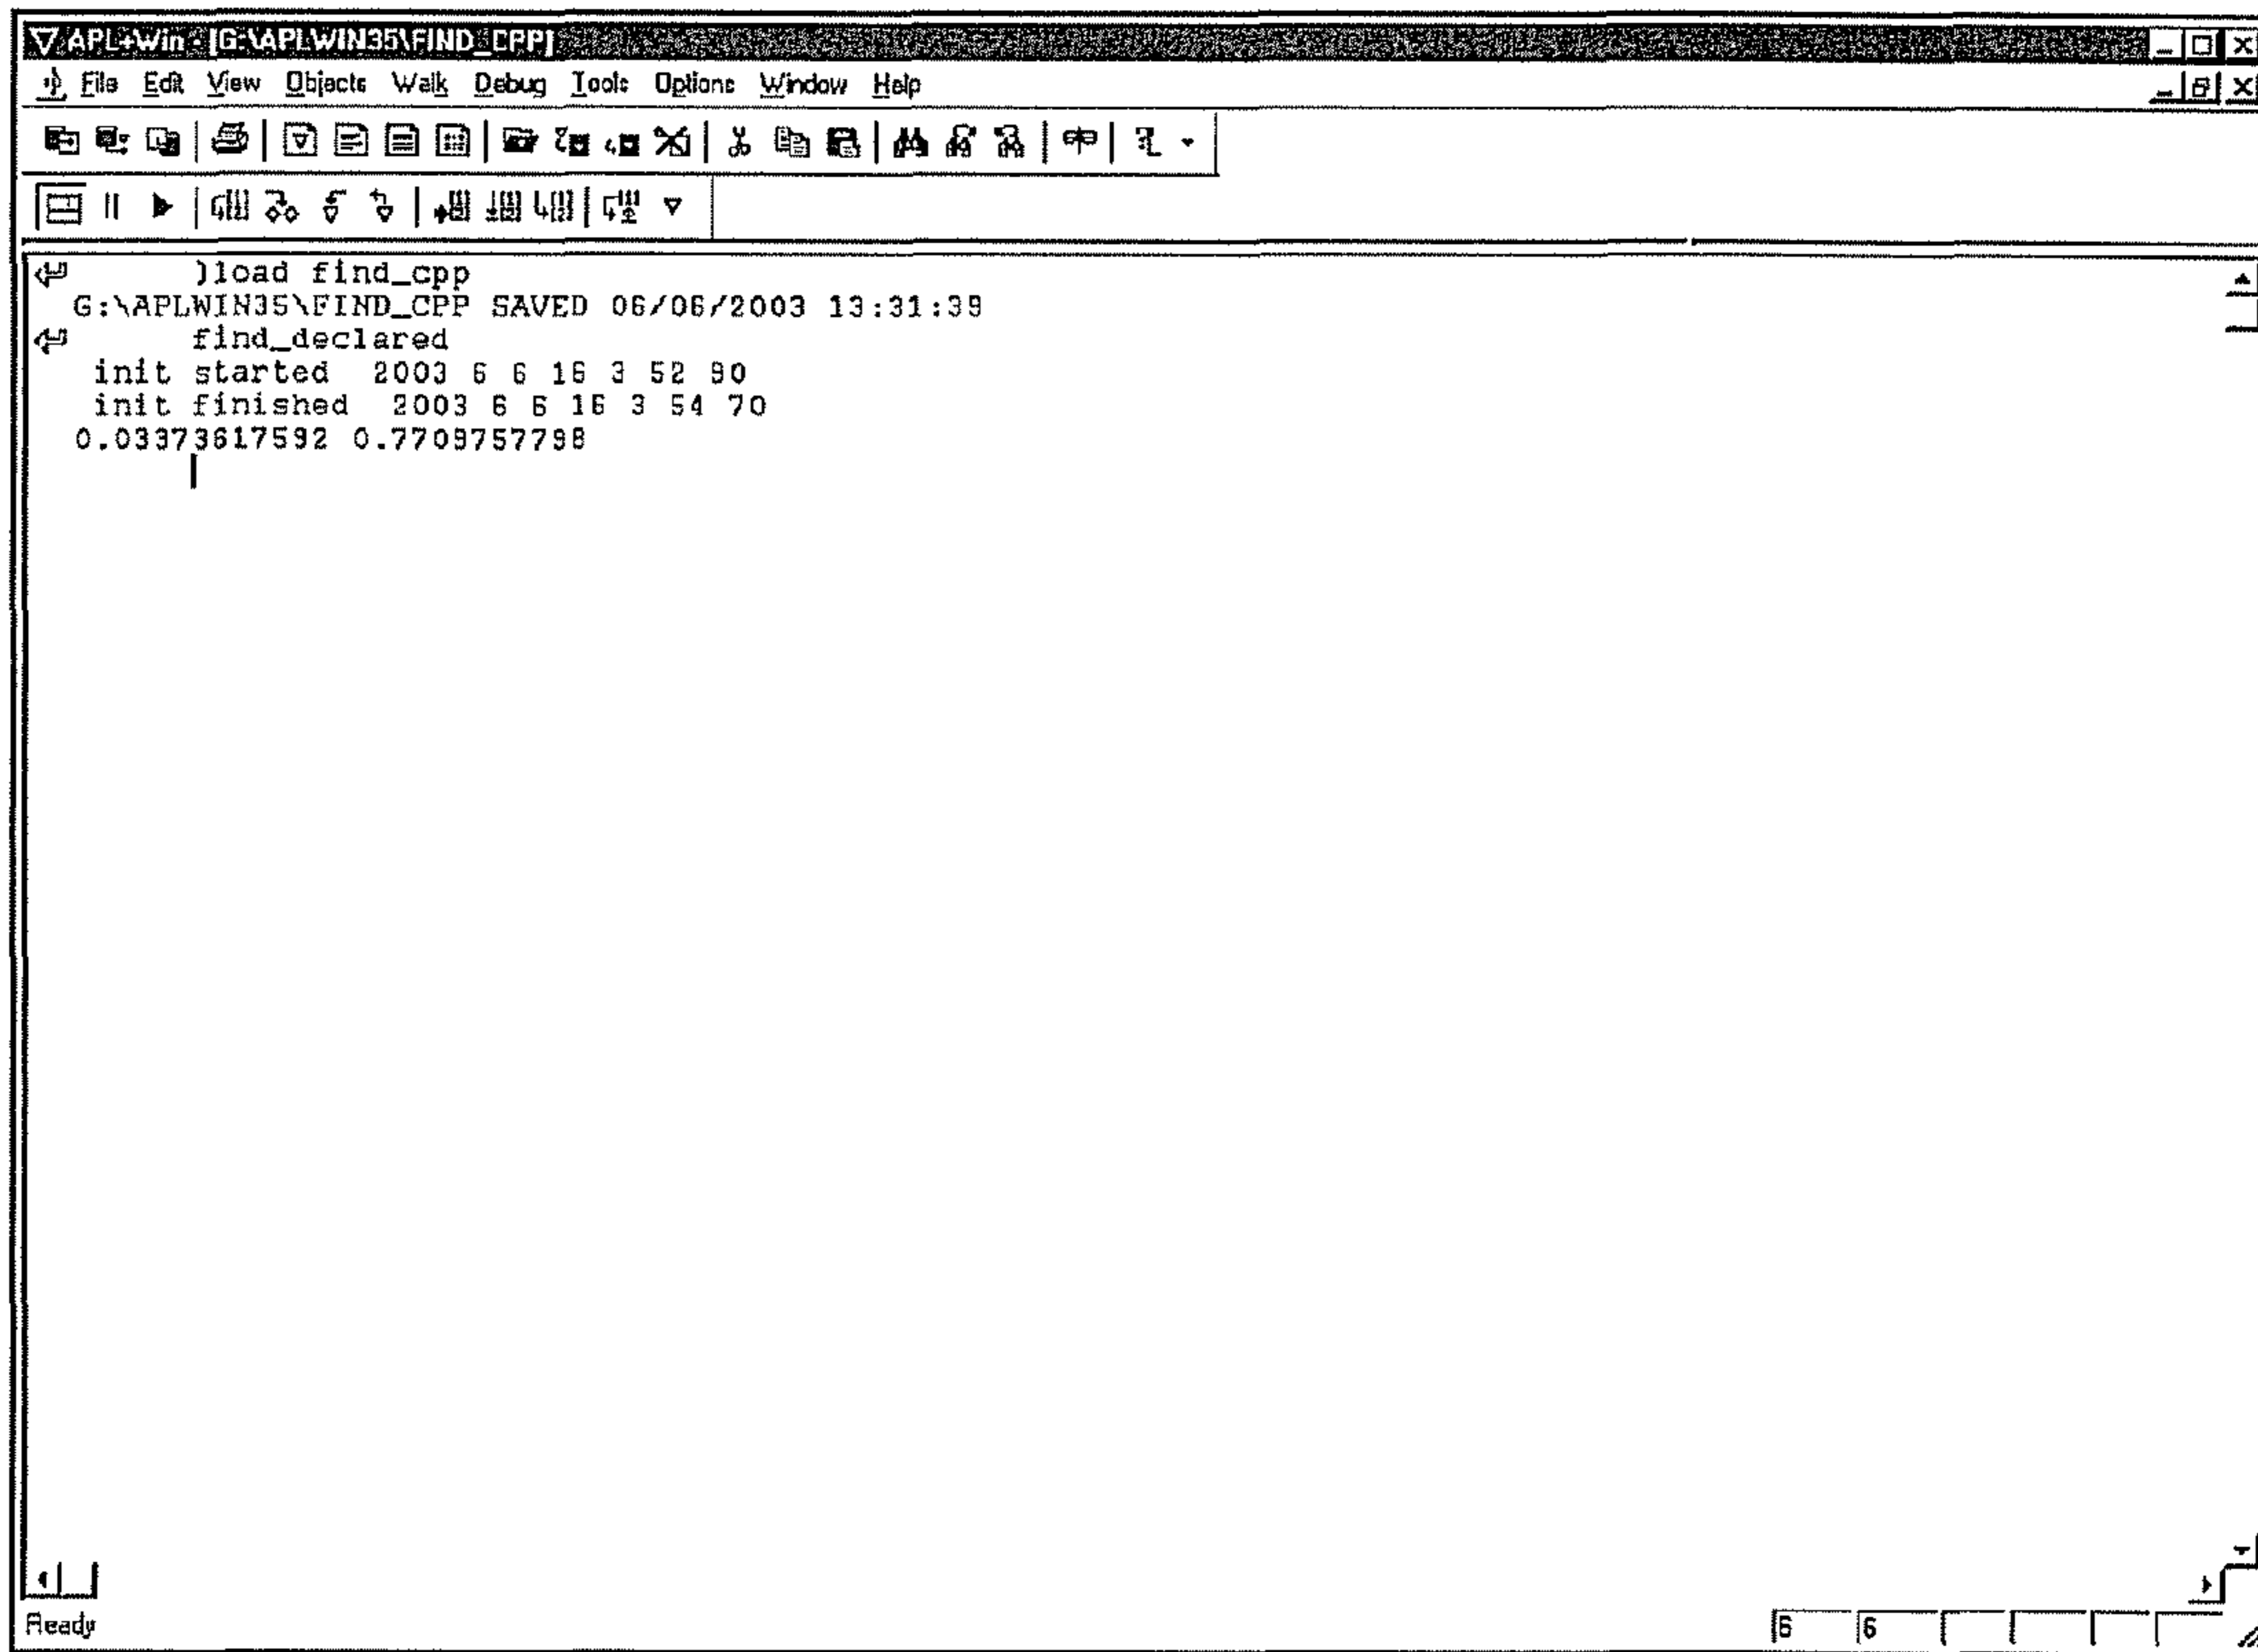 APL+Win - [G:\APLWIN35\FIND_CPP]
File Edit View Objects Walk Debug Tools Options Window Help
)load find_cpp
G:\APLWIN35\FIND_CPP SAVED 06/06/2003 13:31:39
find_declared
init started 2003 6 6 16 3 52 90
init finished 2003 6 6 16 3 54 70
0.03373617592 0.7709757798
Ready
6 6